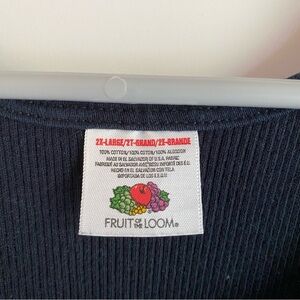 2X-LARGE/2T-GRAND/2X-GRANDE
100% COTTON/100% COTON/100% ALGODON
MADE IN EL SALVADOR OF U.S.A. FABRIC
FABRIQUÉ AU SALVADOR AVEC TISSU IMPORTÉ DES É.U.
HECHO EN EL SALVADOR CON TELA
IMPORTADA DE LOS E.U.
FRUIT OF THE LOOM®